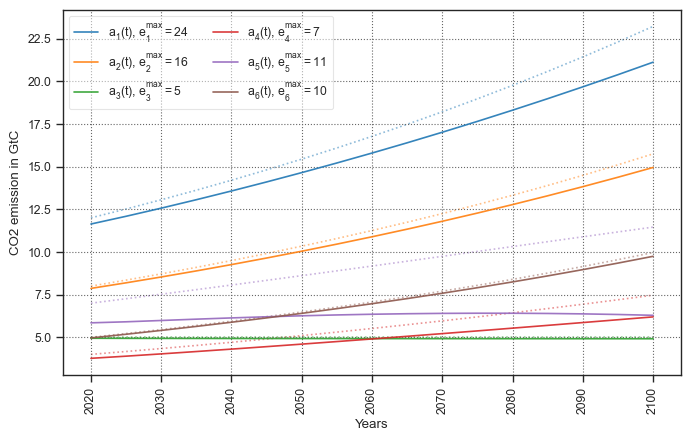 a₁(t), e₁ᵐᵃˣ = 24
a₂(t), e₂ᵐᵃˣ = 16
a₃(t), e₃ᵐᵃˣ = 5
a₄(t), e₄ᵐᵃˣ = 7
a₅(t), e₅ᵐᵃˣ = 11
a₆(t), e₆ᵐᵃˣ = 10
CO2 emission in GtC
22.5
20.0
17.5
15.0
12.5
10.0
7.5
5.0
2020
2030
2040
2050
2060
2070
2080
2090
2100
Years